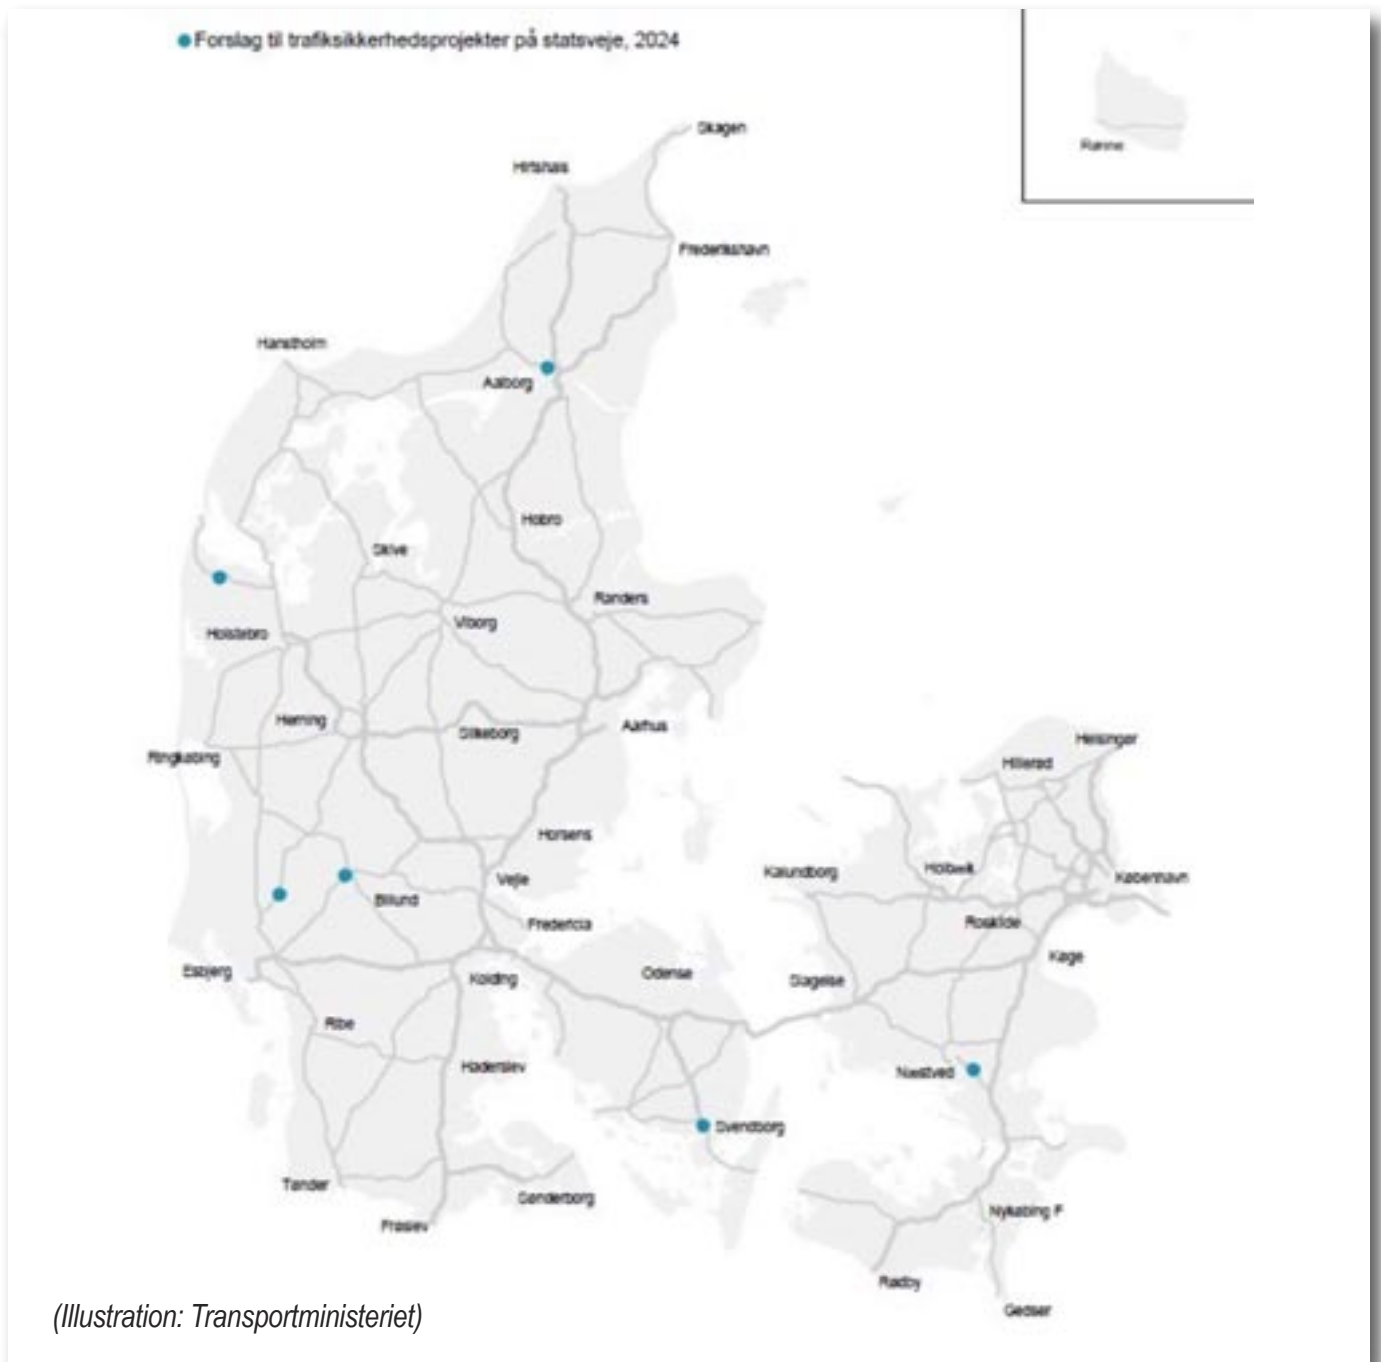 Forslag til trafiksikkerhedsprojekter på statsveje, 2024
Skagen
Rønne
Hirtshals
Frederikshavn
Hanstholm
Aalborg
Hobro
Skive
Randers
Viborg
Holstebro
Herning
Aarhus
Silkeborg
Helsingør
Ringkøbing
Hillerød
Horsens
Kalundborg
Holbæk
København
Vejle
Billund
Fredericia
Roskilde
Køge
Esbjerg
Kolding
Odense
Slagelse
Ribe
Haderslev
Næstved
Svendborg
Tønder
Sønderborg
Nykøbing F
Frøslev
Rødby
Gedser
(Illustration: Transportministeriet)